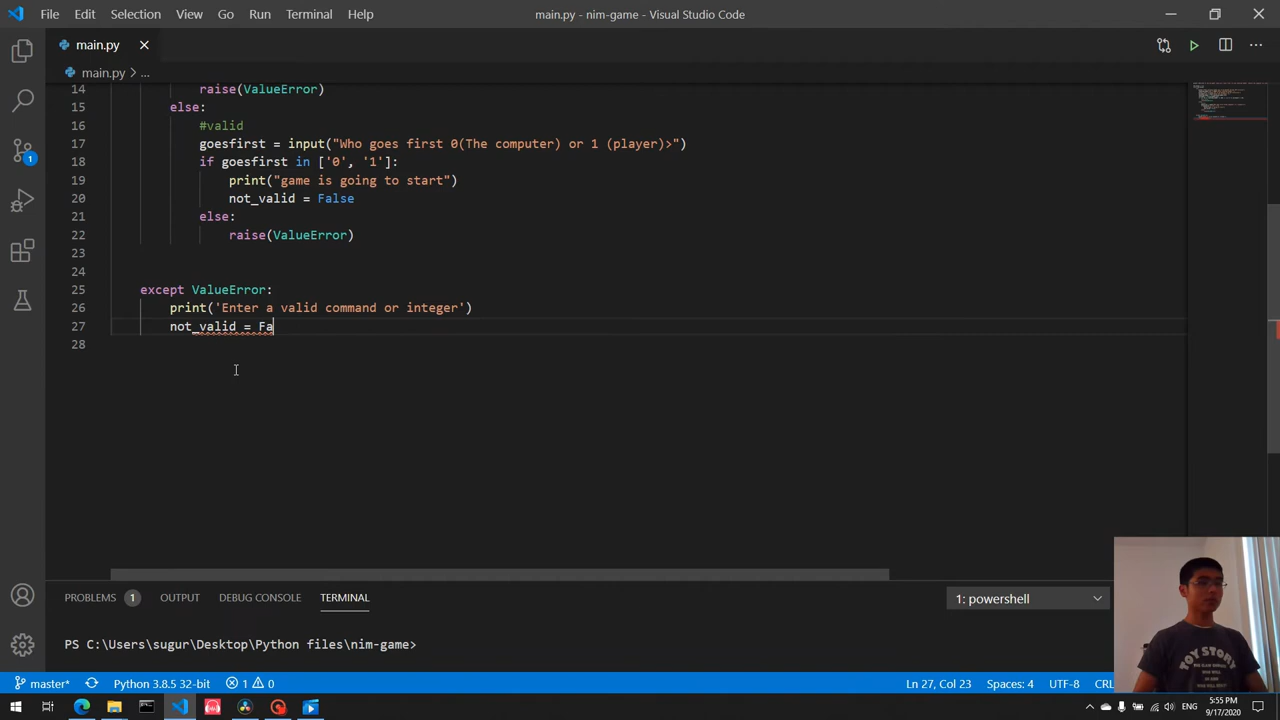 File Edit Selection View Go Run Terminal Help
main.py - nim-game - Visual Studio Code
main.py
main.py > ...
14 raise(ValueError)
15 else:
16 #valid
17 goesfirst = input("Who goes first 0(The computer) or 1 (player)>")
18 if goesfirst in ['0', '1']:
19 print("game is going to start")
20 not_valid = False
21 else:
22 raise(ValueError)
23
24
25 except ValueError:
26 print('Enter a valid command or integer')
27 not_valid = Fa
28
1
PROBLEMS 1 OUTPUT DEBUG CONSOLE TERMINAL
1: powershell
PS C:\Users\sugur\Desktop\Python files\nim-game>
TOY STORY
master* Python 3.8.5 32-bit 1 0
Ln 27, Col 23 Spaces: 4 UTF-8 CRL
ENG
5:55 PM
9/17/2020